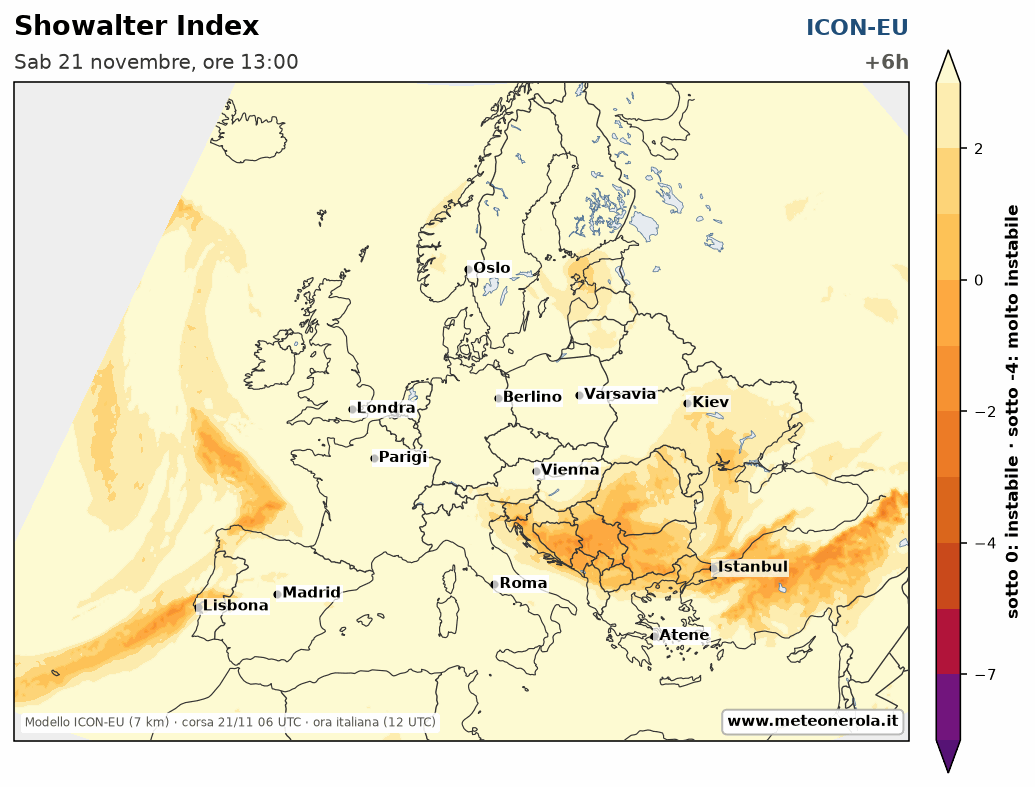 Showalter Index
ICON-EU
Sab 21 novembre, ore 13:00
+6h
Oslo
Berlino
Varsavia
Londra
Kiev
Parigi
Vienna
Istanbul
Roma
Madrid
Lisbona
Atene
2
0
−2
−4
−7
sotto 0: instabile · sotto -4: molto instabile
Modello ICON-EU (7 km) · corsa 21/11 06 UTC · ora italiana (12 UTC)
www.meteonerola.it